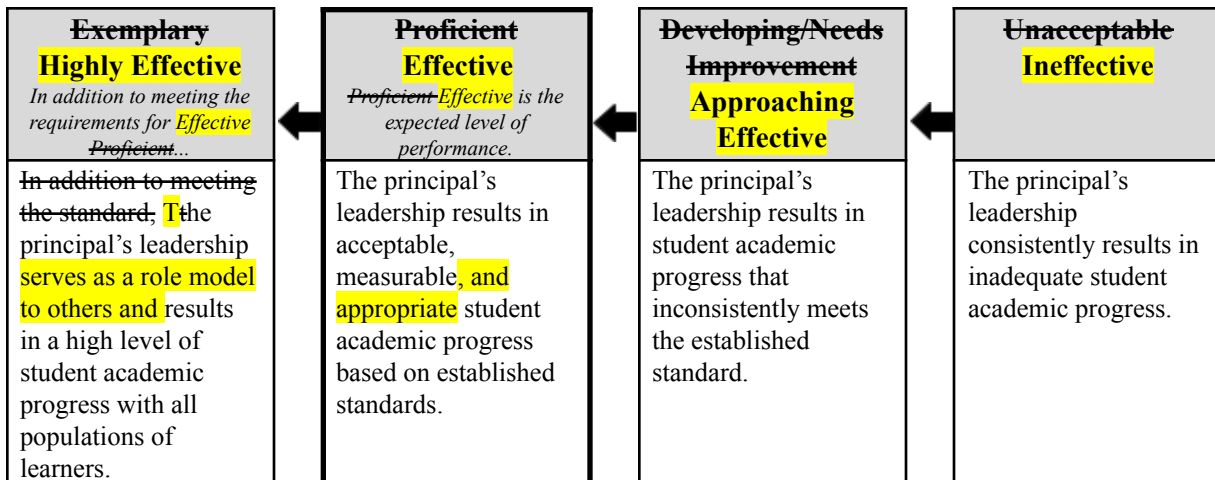 Exemplary
Highly Effective
In addition to meeting the
requirements for Effective
Proficient...
In addition to meeting
the standard, Tthe
principal’s leadership
serves as a role model
to others and results
in a high level of
student academic
progress with all
populations of
learners.
Proficient
Effective
Proficient Effective is the
expected level of
performance.
The principal’s
leadership results in
acceptable,
measurable, and
appropriate student
academic progress
based on established
standards.
Developing/Needs
Improvement
Approaching
Effective
The principal’s
leadership results in
student academic
progress that
inconsistently meets
the established
standard.
Unacceptable
Ineffective
The principal’s
leadership
consistently results in
inadequate student
academic progress.